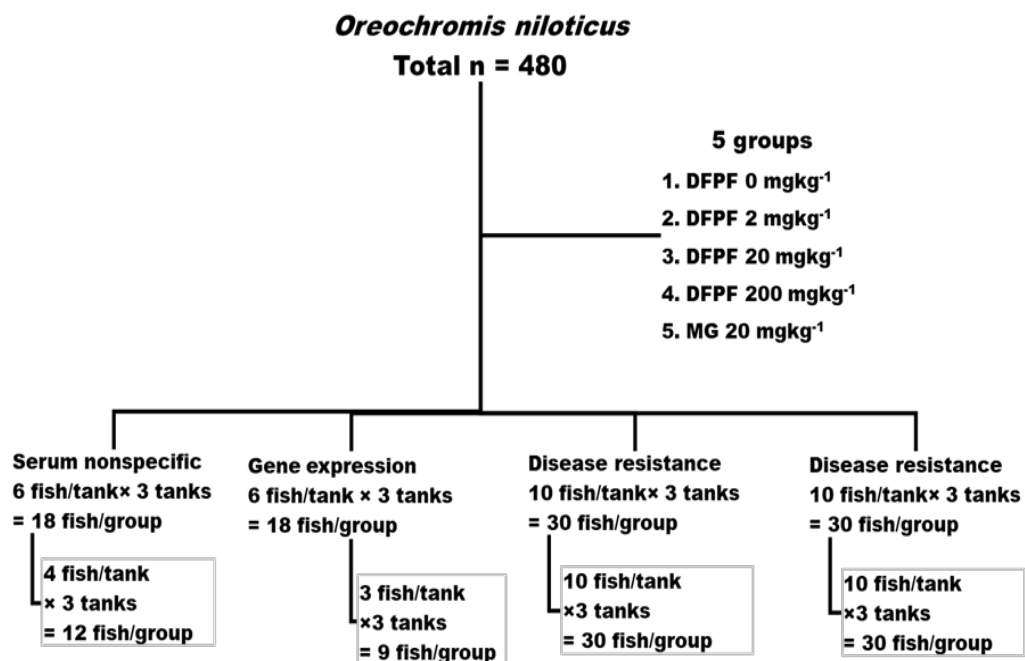 Oreochromis niloticus
Total n = 480
5 groups
1. DFPF 0 mgkg⁻¹
2. DFPF 2 mgkg⁻¹
3. DFPF 20 mgkg⁻¹
4. DFPF 200 mgkg⁻¹
5. MG 20 mgkg⁻¹
Serum nonspecific
6 fish/tank× 3 tanks
= 18 fish/group
4 fish/tank
× 3 tanks
= 12 fish/group
Gene expression
6 fish/tank × 3 tanks
= 18 fish/group
3 fish/tank
×3 tanks
= 9 fish/group
Disease resistance
10 fish/tank× 3 tanks
= 30 fish/group
10 fish/tank
×3 tanks
= 30 fish/group
Disease resistance
10 fish/tank× 3 tanks
= 30 fish/group
10 fish/tank
×3 tanks
= 30 fish/group